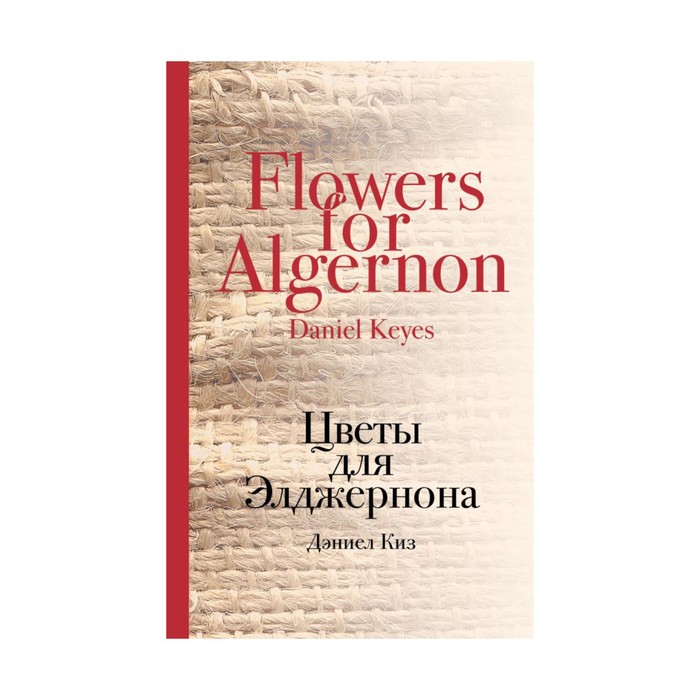 Flowers
for
Algernon
Daniel Keyes
Цветы
для
Элджернона
Дэниел Киз